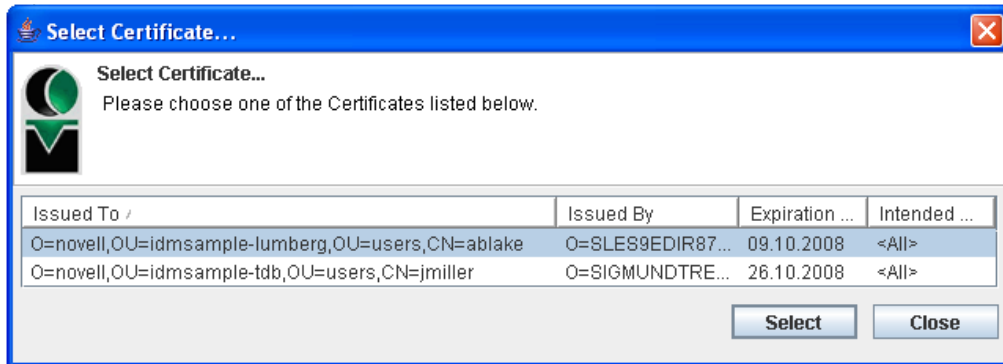 Select Certificate...
Select Certificate...
Please choose one of the Certificates listed below.
Issued To Issued By Expiration ... Intended ...
O=novell,OU=idmsample-lumberg,OU=users,CN=ablake O=SLES9EDIR87... 09.10.2008 <All>
O=novell,OU=idmsample-tdb,OU=users,CN=jmiller O=SIGMUNDTRE... 26.10.2008 <All>
Select Close